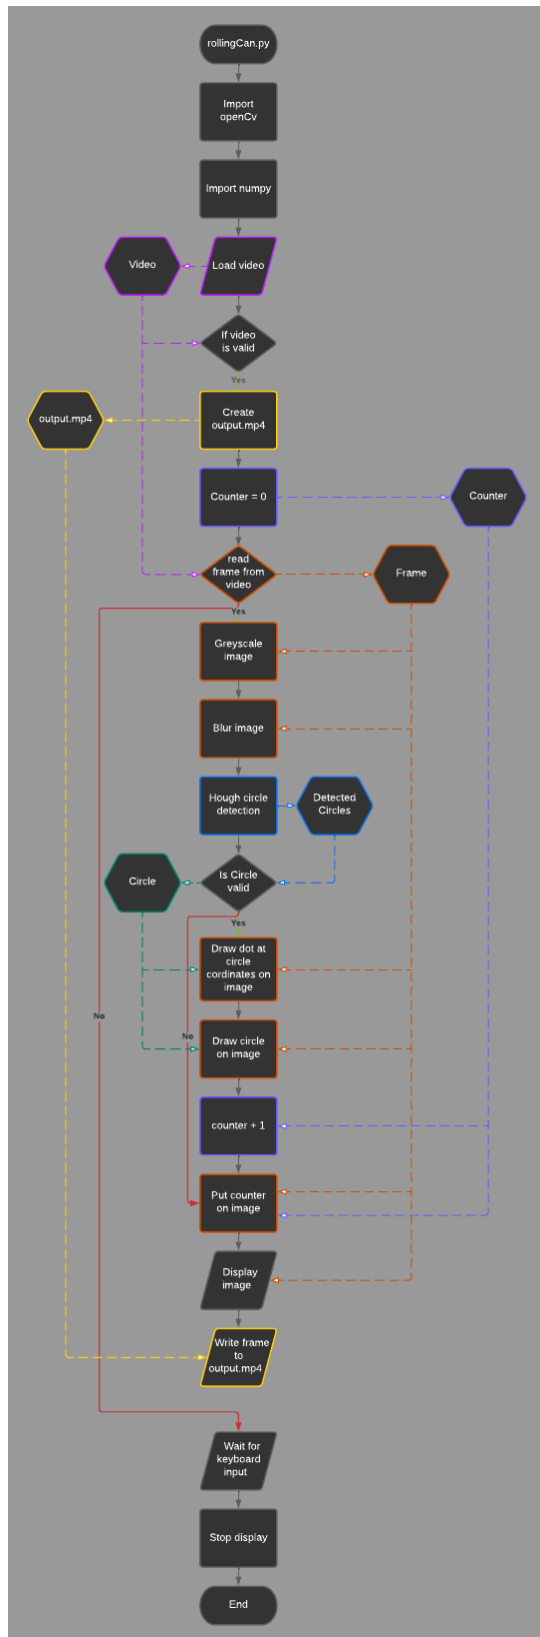 rollingCan.py
Import
openCv
Import numpy
Video
Load video
If video
is valid
Yes
output.mp4
Create
output.mp4
Counter = 0
Counter
read
frame from
video
Frame
Yes
Greyscale
image
Blur image
Hough circle
detection
Detected
Circles
Circle
Is Circle
valid
Yes
Draw dot at
circle
cordinates on
image
No
No
Draw circle
on image
counter + 1
Put counter
on image
Display
image
Write frame
to
output.mp4
Wait for
keyboard
input
Stop display
End